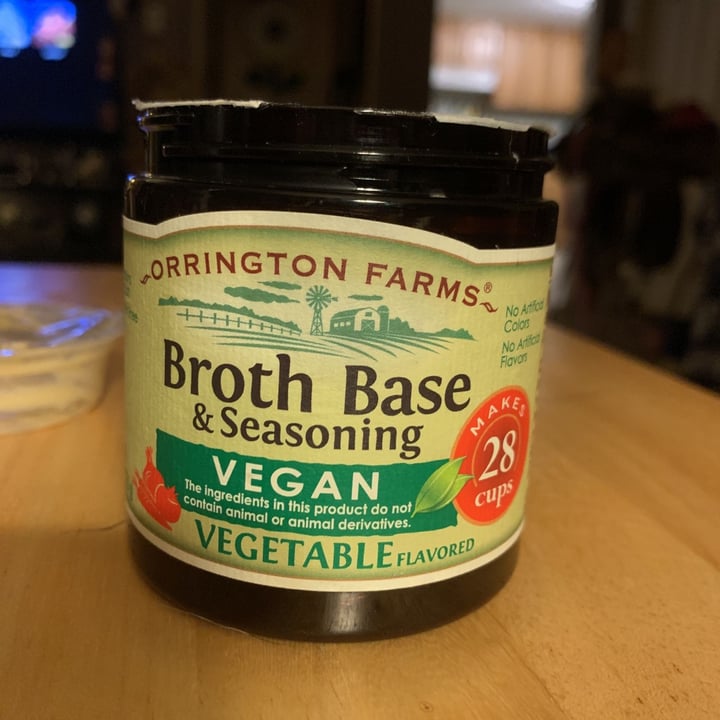 ORRINGTON FARMS®
No Artificial
Colors
No Artificial
Flavors
Broth Base
& Seasoning
MAKES
28
cups
VEGAN
The ingredients in this product do not
contain animal or animal derivatives.
VEGETABLE FLAVORED